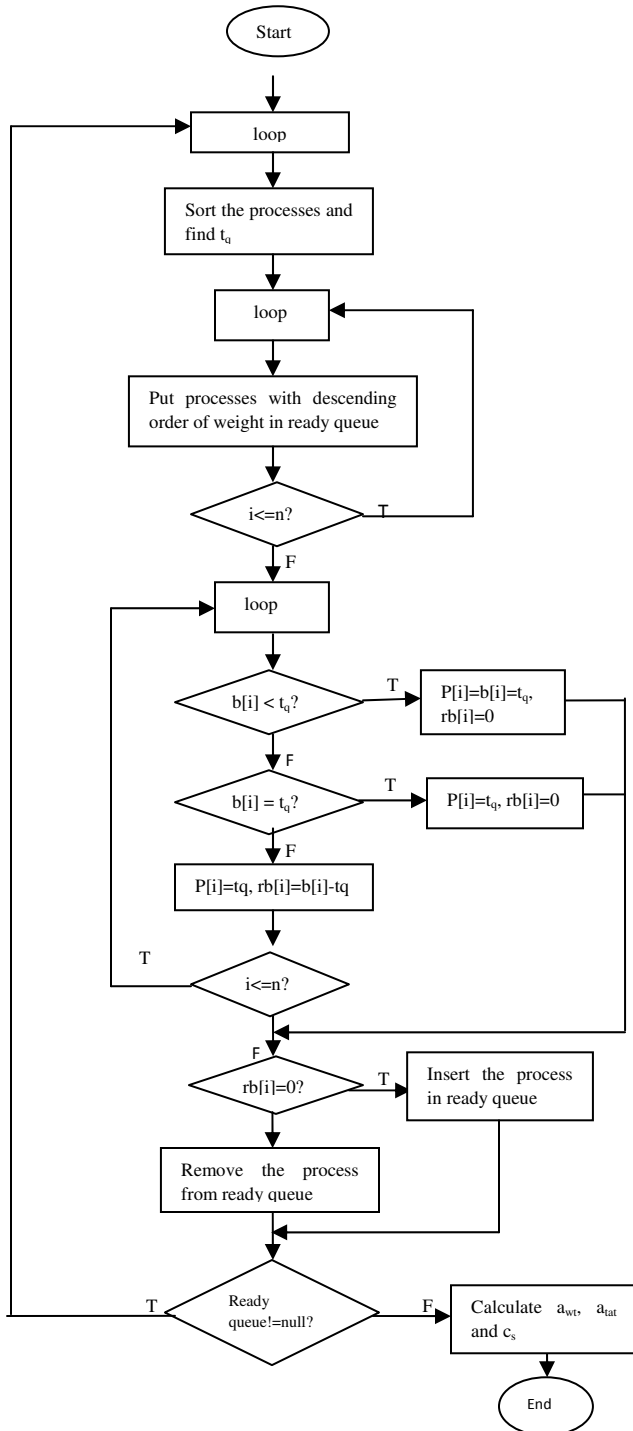 Start
loop
Sort the processes and
find tq
loop
Put processes with descending
order of weight in ready queue
i<=n?
T
F
loop
b[i] < tq?
T
P[i]=b[i]=tq,
rb[i]=0
F
b[i] = tq?
T
P[i]=tq, rb[i]=0
F
P[i]=tq, rb[i]=b[i]-tq
T
i<=n?
F
rb[i]=0?
T
Insert the process
in ready queue
Remove the process
from ready queue
T
Ready
queue!=null?
F
Calculate awt, atat
and cs
End